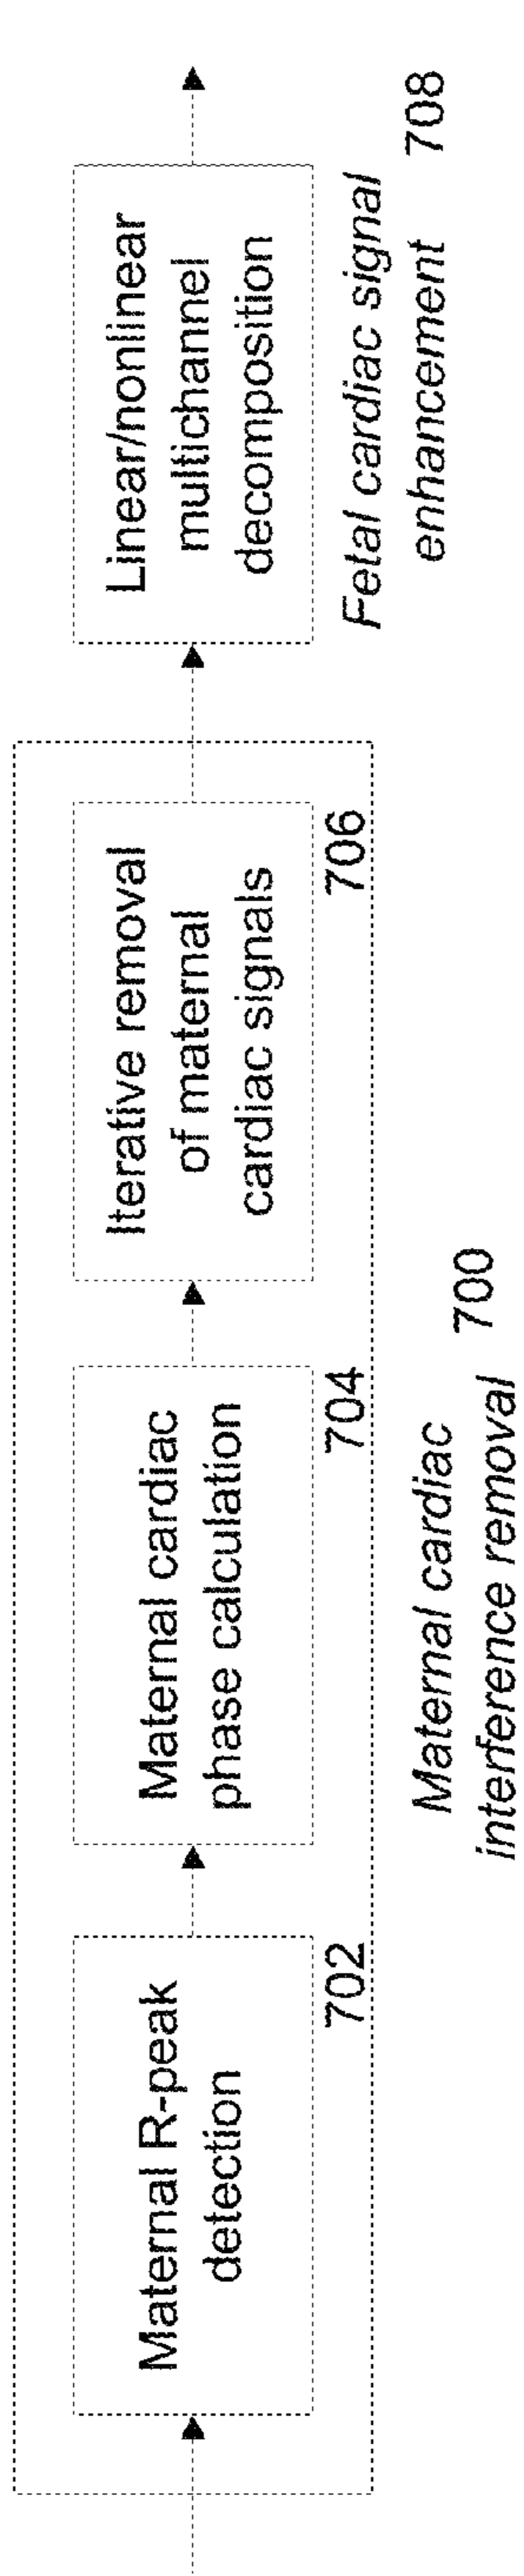 Maternal R-peak
detection
702
Maternal cardiac
phase calculation
704
Iterative removal
of maternal
cardiac signals
706
Maternal cardiac
interference removal
700
Linear/nonlinear
multichannel
decomposition
Fetal cardiac signal
enhancement
708